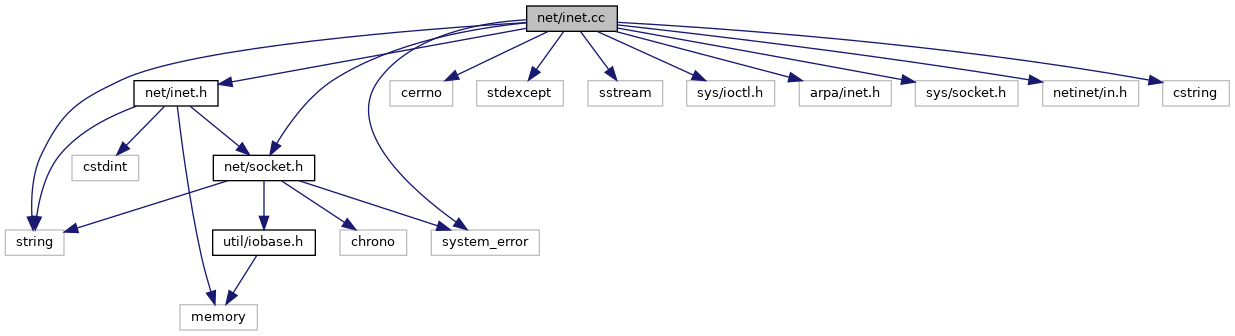 net/inet.cc
net/inet.h
cerrno
stdexcept
sstream
sys/ioctl.h
arpa/inet.h
sys/socket.h
netinet/in.h
cstring
cstdint
net/socket.h
string
util/iobase.h
chrono
system_error
memory